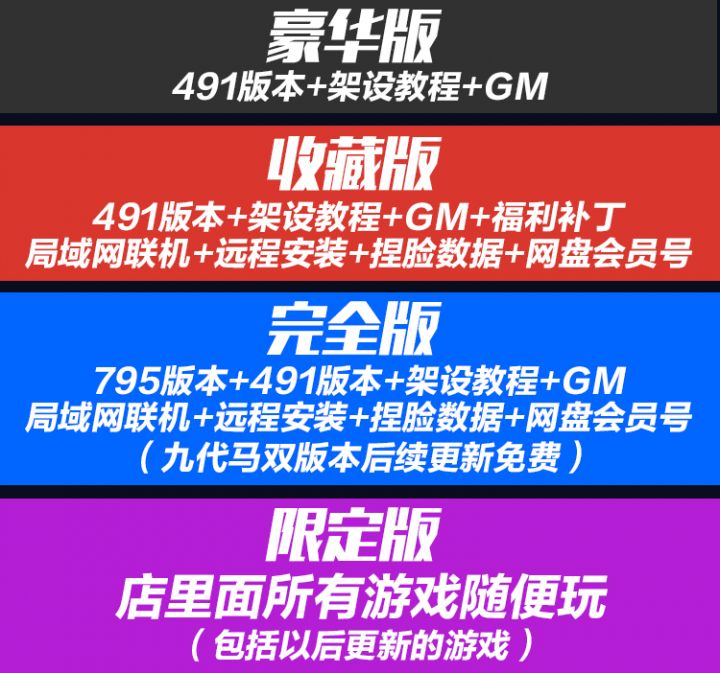 豪华版
491版本+架设教程+GM
收藏版
491版本+架设教程+GM+福利补丁
局域网联机+远程安装+捏脸数据+网盘会员号
完全版
795版本+491版本+架设教程+GM
局域网联机+远程安装+捏脸数据+网盘会员号
（九代马双版本后续更新免费）
限定版
店里面所有游戏随便玩
（包括以后更新的游戏）